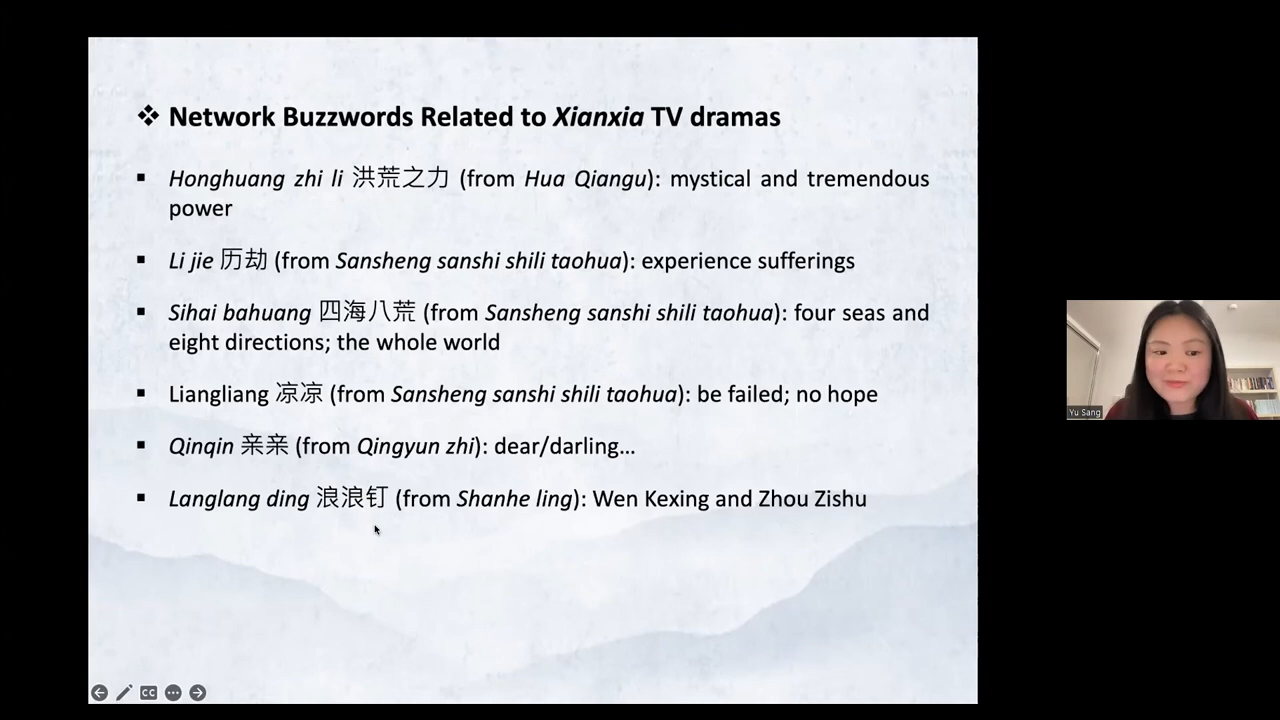 ❖ Network Buzzwords Related to Xianxia TV dramas
▪ Honghuang zhi li 洪荒之力 (from Hua Qiangu): mystical and tremendous
power
▪ Li jie 历劫 (from Sansheng sanshi shili taohua): experience sufferings
▪ Sihai bahuang 四海八荒 (from Sansheng sanshi shili taohua): four seas and
eight directions; the whole world
▪ Liangliang 凉凉 (from Sansheng sanshi shili taohua): be failed; no hope
▪ Qinqin 亲亲 (from Qingyun zhi): dear/darling…
▪ Langlang ding 浪浪钉 (from Shanhe ling): Wen Kexing and Zhou Zishu
Yu Sang
CC